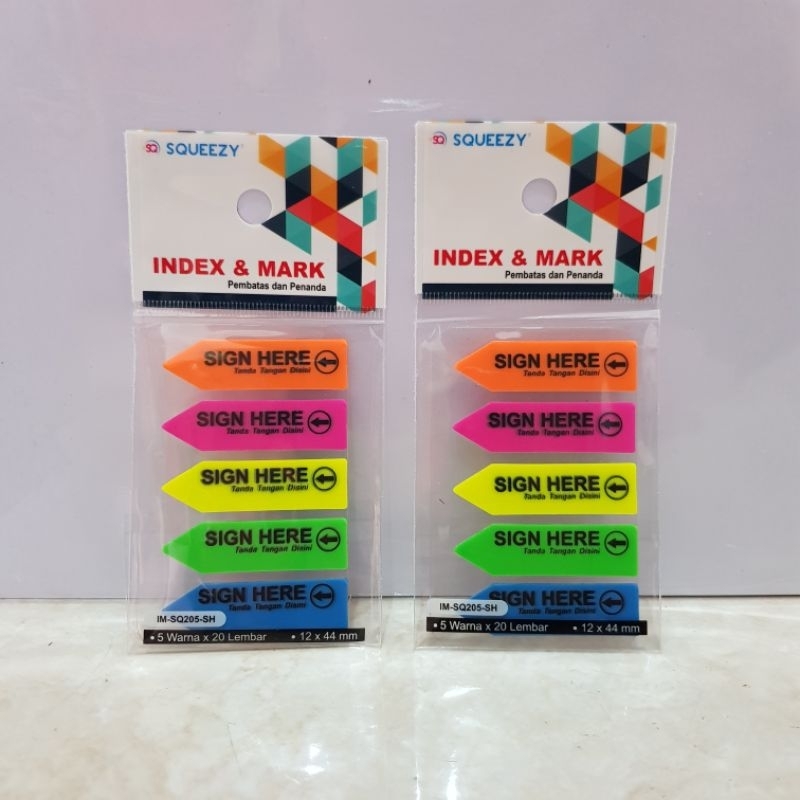 SQ SQUEEZY
INDEX & MARK
Pembatas dan Penanda
SIGN HERE
Tanda Tangan Disini
SIGN HERE
Tanda Tangan Disini
SIGN HERE
Tanda Tangan Disini
SIGN HERE
Tanda Tangan Disini
SIGN HERE
Tanda Tangan Disini
IM-SQ205-SH
• 5 Warna x 20 Lembar • 12 x 44 mm
SQ SQUEEZY
INDEX & MARK
Pembatas dan Penanda
SIGN HERE
Tanda Tangan Disini
SIGN HERE
Tanda Tangan Disini
SIGN HERE
Tanda Tangan Disini
SIGN HERE
Tanda Tangan Disini
SIGN HERE
Tanda Tangan Disini
IM-SQ205-SH
• 5 Warna x 20 Lembar • 12 x 44 mm